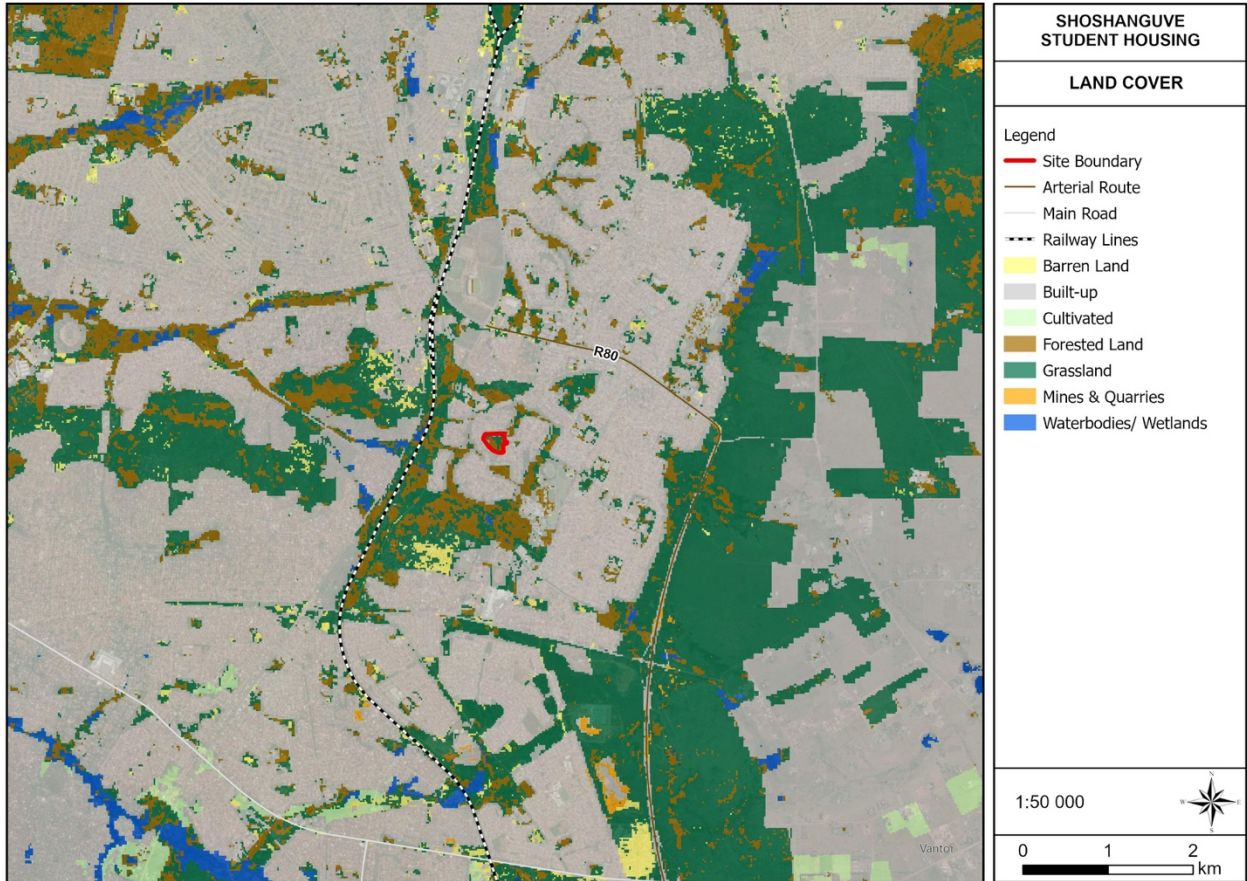 SHOSHANGUVE
STUDENT HOUSING
LAND COVER
Legend
Site Boundary
Arterial Route
Main Road
Railway Lines
Barren Land
Built-up
Cultivated
Forested Land
Grassland
Mines & Quarries
Waterbodies/ Wetlands
R80
Vantor
1:50 000
N
W
E
S
0 1 2
km